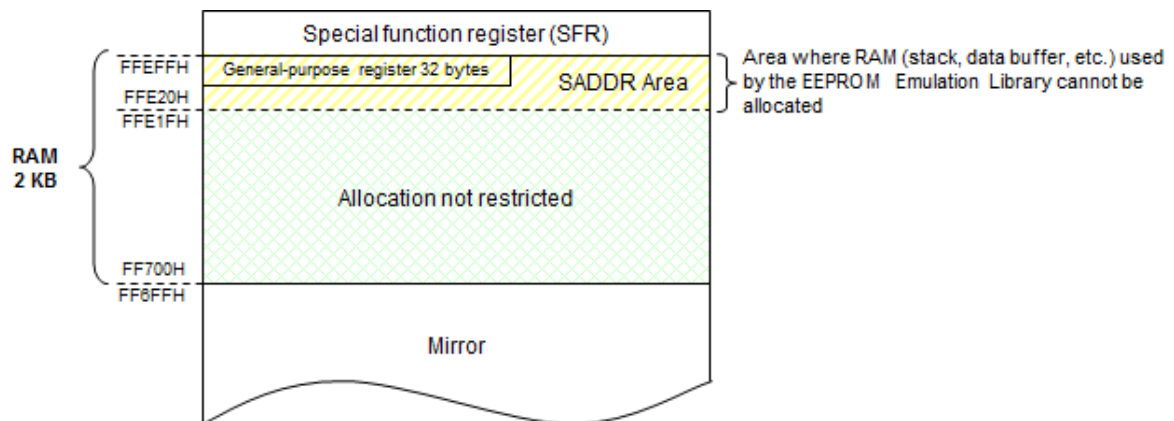 Special function register (SFR)
FFEFFH
General-purpose register 32 bytes
SADDR Area
Area where RAM (stack, data buffer, etc.) used
by the EEPROM Emulation Library cannot be
allocated
FFE20H
FFE1FH
RAM
2 KB
Allocation not restricted
FF700H
FF6FFH
Mirror